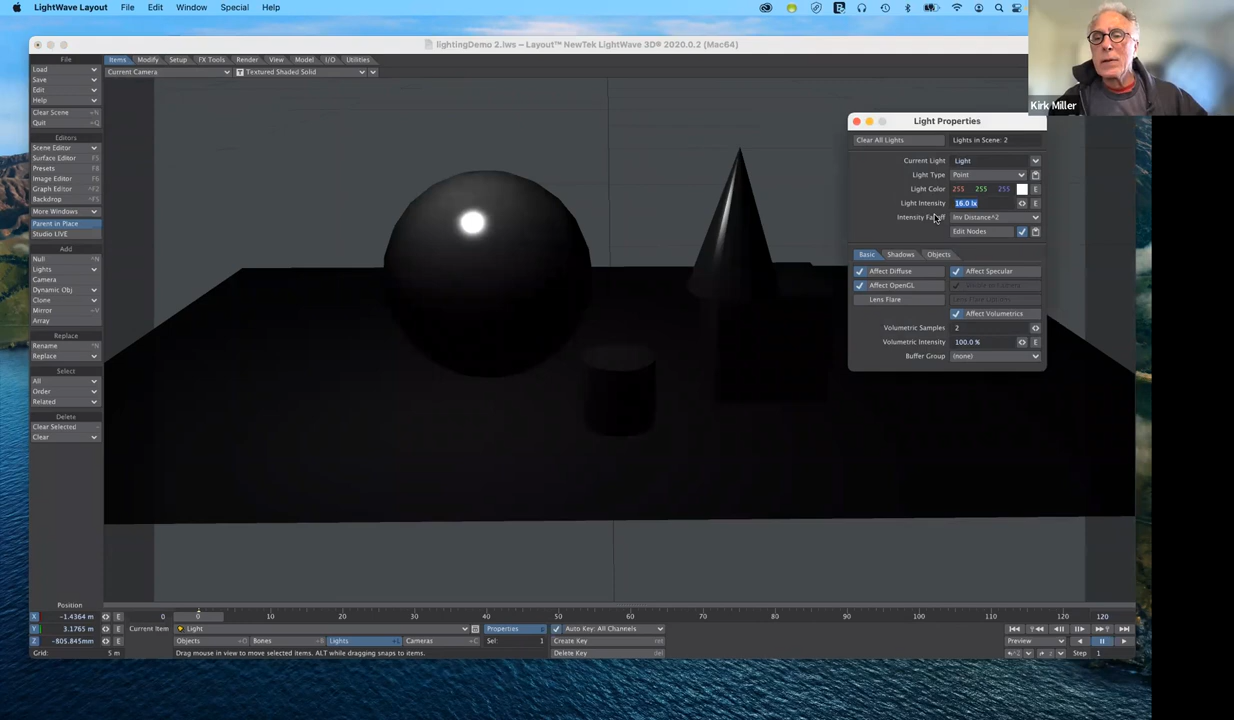 LightWave Layout File Edit Window Special Help
Kirk Miller
lightingDemo 2.iws – Layout™ NewTek LightWave 3D® 2020.0.2 (Mac64)
File
Items Modify Setup FX Tools Render View Model I/O Utilities
Load
Current Camera
T Textured Shaded Solid
Save
Edit
Help
Clear Scene
Quit
Editors
Scene Editor
Surface Editor F5
Presets F8
Image Editor F6
Graph Editor ^F2
Backdrop ^F5
More Windows
Parent in Place
Studio LIVE
Add
Null
Lights
Camera
Dynamic Obj
Clone
Mirror
Array
Replace
Rename
Replace
Select
All
Order
Related
Delete
Clear Selected
Clear
Light Properties
Clear All Lights Lights in Scene: 2
Current Light Light
Light Type Point
Light Color 255 255 255 E
Light Intensity 16.0 lx E
Intensity Falloff Inv Distance^2
Edit Nodes
Basic Shadows Objects
Affect Diffuse Affect Specular
Affect OpenGL
Lens Flare Lens Flare Options
Affect Volumetrics
Volumetric Samples 2
Volumetric Intensity 100.0 % E
Buffer Group (none)
Position
X -1.4364 m E 0 0 10 20 30 40 50 60 70 80 90 100 110 120 120
Y 3.1765 m E Current Item Light Properties Auto Key: All Channels
Z -805.845mm E Objects +O Bones Lights +L Cameras +C Sel: 1 Create Key Preview
Grid: 5 m Drag mouse in view to move selected items. ALT while dragging snaps to items. Delete Key Step 1